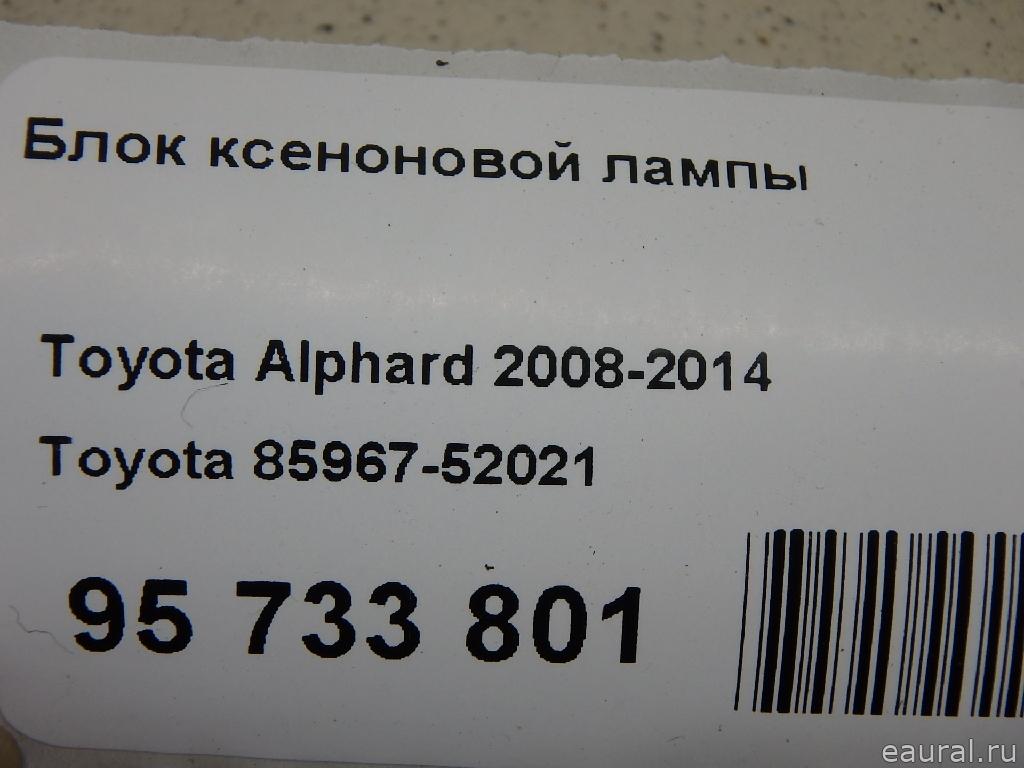 Блок ксеноновой лампы
Toyota Alphard 2008-2014
Toyota 85967-52021
95 733 801
eaural.ru